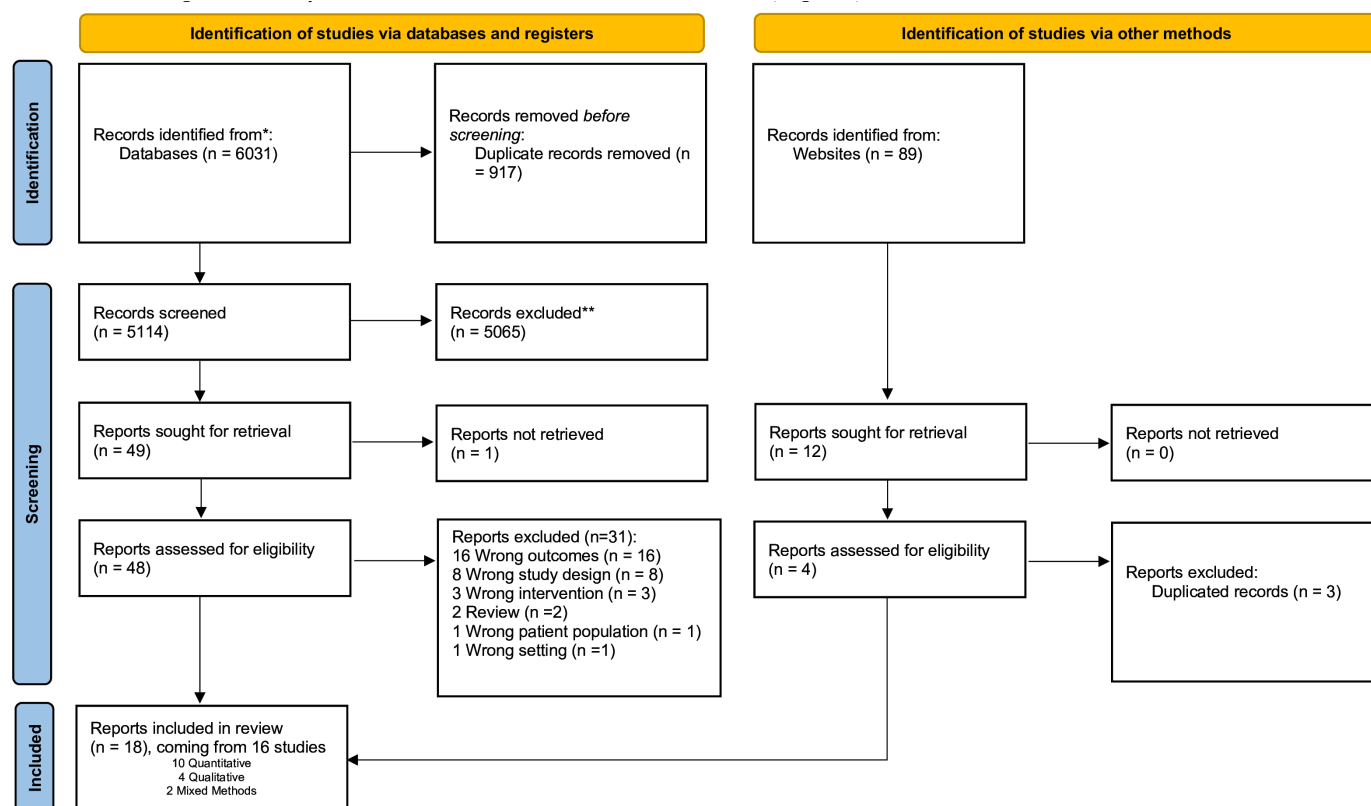 Identification of studies via databases and registers
Identification of studies via other methods
Identification
Records identified from*:
Databases (n = 6031)
Records removed before
screening:
Duplicate records removed (n
= 917)
Records identified from:
Websites (n = 89)
Screening
Records screened
(n = 5114)
Records excluded**
(n = 5065)
Reports sought for retrieval
(n = 49)
Reports not retrieved
(n = 1)
Reports sought for retrieval
(n = 12)
Reports not retrieved
(n = 0)
Reports assessed for eligibility
(n = 48)
Reports excluded (n=31):
16 Wrong outcomes (n = 16)
8 Wrong study design (n = 8)
3 Wrong intervention (n = 3)
2 Review (n =2)
1 Wrong patient population (n = 1)
1 Wrong setting (n =1)
Reports assessed for eligibility
(n = 4)
Reports excluded:
Duplicated records (n = 3)
Included
Reports included in review
(n = 18), coming from 16 studies
10 Quantitative
4 Qualitative
2 Mixed Methods